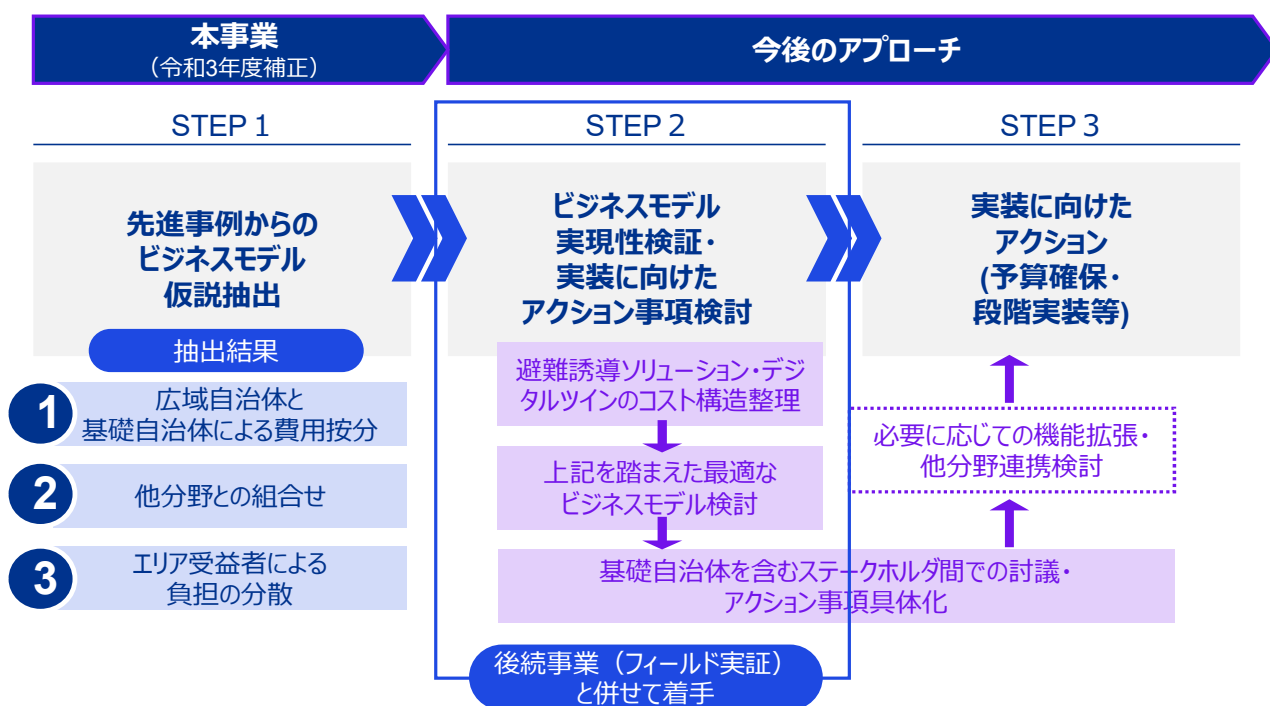 本事業
（令和3年度補正）
今後のアプローチ
STEP 1
先進事例からの
ビジネスモデル
仮説抽出
抽出結果
1
広域自治体と
基礎自治体による費用按分
2
他分野との組合せ
3
エリア受益者による
負担の分散
STEP 2
ビジネスモデル
実現性検証・
実装に向けた
アクション事項検討
避難誘導ソリューション・デジ
タルツインのコスト構造整理
上記を踏まえた最適な
ビジネスモデル検討
基礎自治体を含むステークホルダ間での討議・
アクション事項具体化
後続事業（フィールド実証）
と併せて着手
STEP 3
実装に向けた
アクション
(予算確保・
段階実装等)
必要に応じての機能拡張・
他分野連携検討